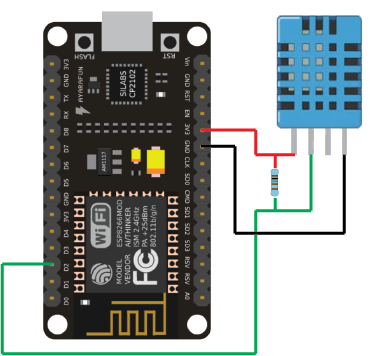 FLASH
RST
3V3
GND
TX
RX
D8
D7
D6
D5
GND
3V3
D4
D3
D2
D1
D0
AYARAFUN
SILABS
CP2102
AM1117
WiFi
MODEL
VENDOR
ESP8266MOD
AI/THINKER
ISM 2.4GHz
PA +25dBm
802.11b/g/n
FC
Vin
GND
RST
EN
3V3
GND
CLK
SD0
CMD
SD1
SD2
SD3
RSV
RSV
A0